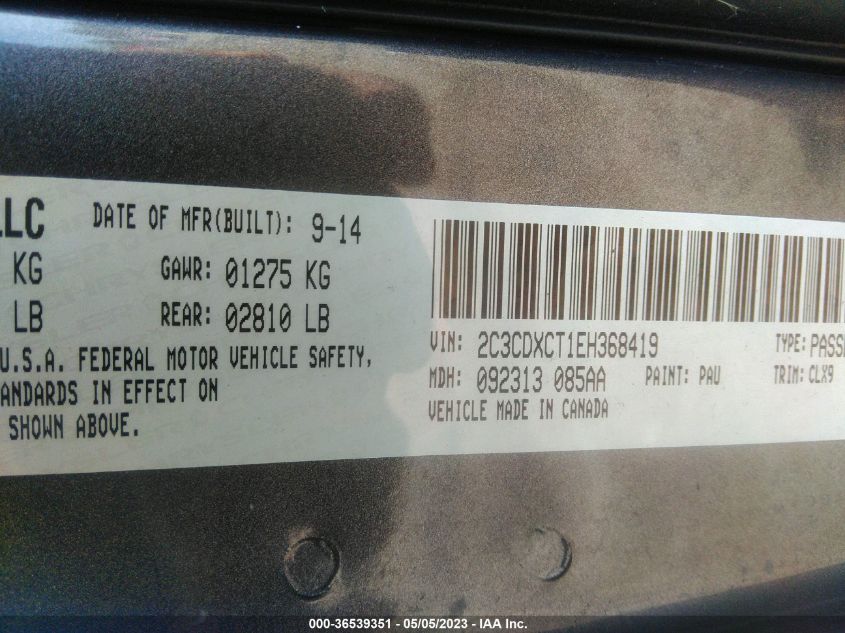 LLC DATE OF MFR(BUILT): 9-14
KG GAWR: 01275 KG
LB REAR: 02810 LB
U.S.A. FEDERAL MOTOR VEHICLE SAFETY,
ANDARDS IN EFFECT ON
SHOWN ABOVE.
VIN: 2C3CDXCT1EH368419 TYPE: PASS
MDH: 092313 085AA PAINT: PAU TRIM: CLX9
VEHICLE MADE IN CANADA
000-36539351 - 05/05/2023 - IAA Inc.